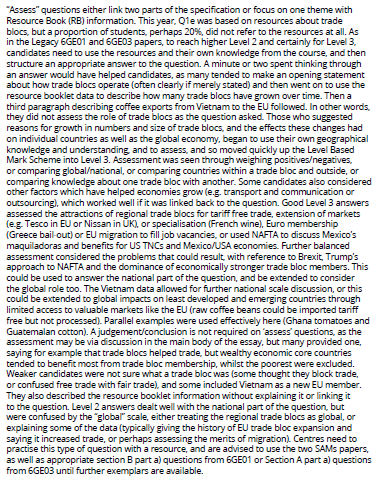 "Assess" questions either link two parts of the specification or focus on one theme with
Resource Book (RB) information. This year, Q1e was based on resources about trade
blocs, but a proportion of students, perhaps 20%, did not refer to the resources at all. As
in the Legacy 6GE01 and 6GE03 papers, to reach higher Level 2 and certainly for Level 3,
candidates need to use the resources and their own knowledge from the course, and then
structure an appropriate answer to the question. A minute or two spent thinking through
an answer would have helped candidates, as many tended to make an opening statement
about how trade blocs operate (often clearly if merely stated) and then went on to use the
resource booklet data to describe how many trade blocs have grown over time. Then a
third paragraph describing coffee exports from Vietnam to the EU followed. In other words,
they did not assess the role of trade blocs as the question asked. Those who suggested
reasons for growth in numbers and size of trade blocs, and the effects these changes had
on individual countries as well as the global economy, began to use their own geographical
knowledge and understanding, and to assess, and so moved quickly up the Level Based
Mark Scheme into Level 3. Assessment was seen through weighing positives/negatives,
or comparing global/national, or comparing countries within a trade bloc and outside, or
comparing knowledge about one trade bloc with another. Some candidates also considered
other factors which have helped economies grow (e.g. transport and communication or
outsourcing), which worked well if it was linked back to the question. Good Level 3 answers
assessed the attractions of regional trade blocs for tariff free trade, extension of markets
(e.g. Tesco in EU or Nissan in UK), or specialisation (French wine), Euro membership
(Greece bail-out) or EU migration to fill job vacancies, or used NAFTA to discuss Mexico's
maquiladoras and benefits for US TNCs and Mexico/USA economies. Further balanced
assessment considered the problems that could result, with reference to Brexit, Trump's
approach to NAFTA and the dominance of economically stronger trade bloc members. This
could be used to answer the national part of the question, and be extended to consider
the global role too. The Vietnam data allowed for further national scale discussion, or this
could be extended to global impacts on least developed and emerging countries through
limited access to valuable markets like the EU (raw coffee beans could be imported tariff
free but not processed). Parallel examples were used effectively here (Ghana tomatoes and
Guatemalan cotton). A judgement/conclusion is not required on 'assess' questions, as the
assessment may be via discussion in the main body of the essay, but many provided one,
saying for example that trade blocs helped trade, but wealthy economic core countries
tended to benefit most from trade bloc membership, whilst the poorest were excluded.
Weaker candidates were not sure what a trade bloc was (some thought they block trade,
or confused free trade with fair trade), and some included Vietnam as a new EU member.
They also described the resource booklet information without explaining it or linking it
to the question. Level 2 answers dealt well with the national part of the question, but
were confused by the "global" scale, either treating the regional trade blocs as global, or
explaining some of the data (typically giving the history of EU trade bloc expansion and
saying it increased trade, or perhaps assessing the merits of migration). Centres need to
practise this type of question with a resource, and are advised to use the two SAMs papers,
as well as appropriate section B part a) questions from 6GE01 or Section A part a) questions
from 6GE03 until further exemplars are available.